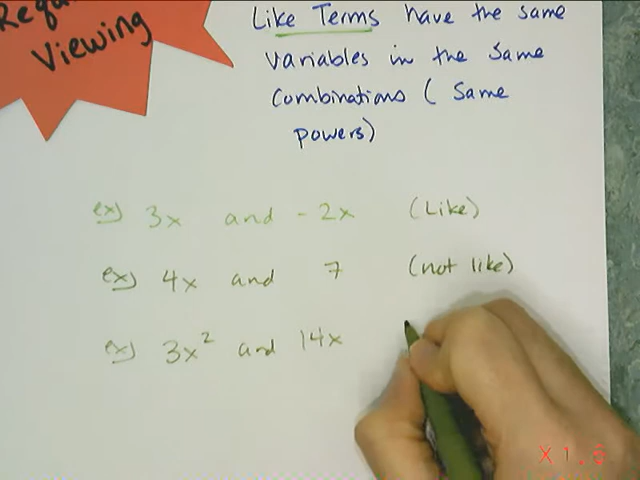 Viewing
Like Terms have the same
variables in the same
combinations ( same
powers)
ex) 3x and -2x (Like)
ex) 4x and 7 (not like)
ex) 3x² and 14x